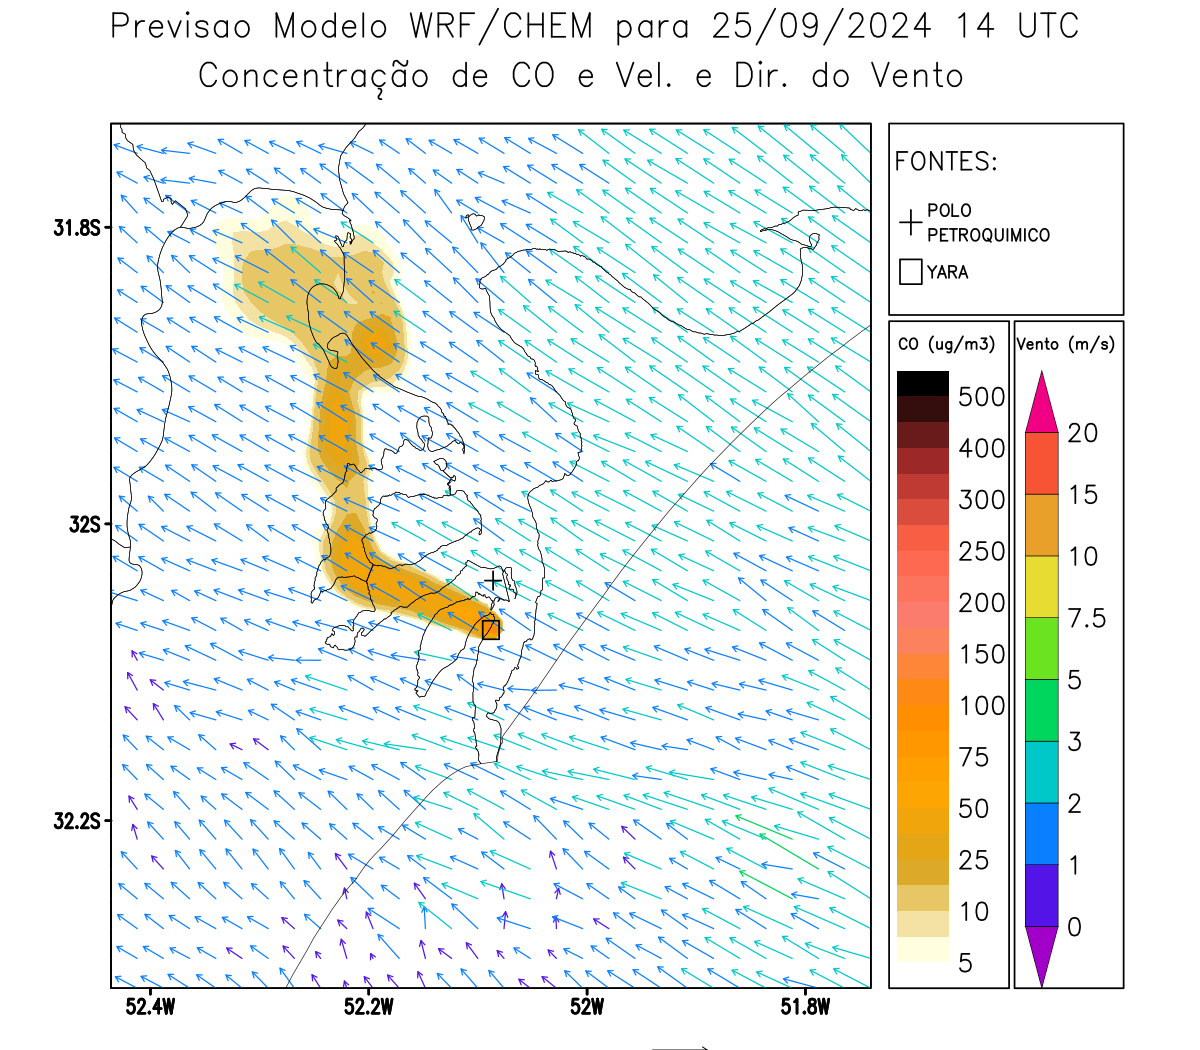 Previsao Modelo WRF/CHEM para 25/09/2024 14 UTC
Concentração de CO e Vel. e Dir. do Vento
FONTES:
POLO
PETROQUIMICO
YARA
31.8S
32S
32.2S
52.4W
52.2W
52W
51.8W
CO (ug/m3)
500
400
300
250
200
150
100
75
50
25
10
5
Vento (m/s)
20
15
10
7.5
5
3
2
1
0